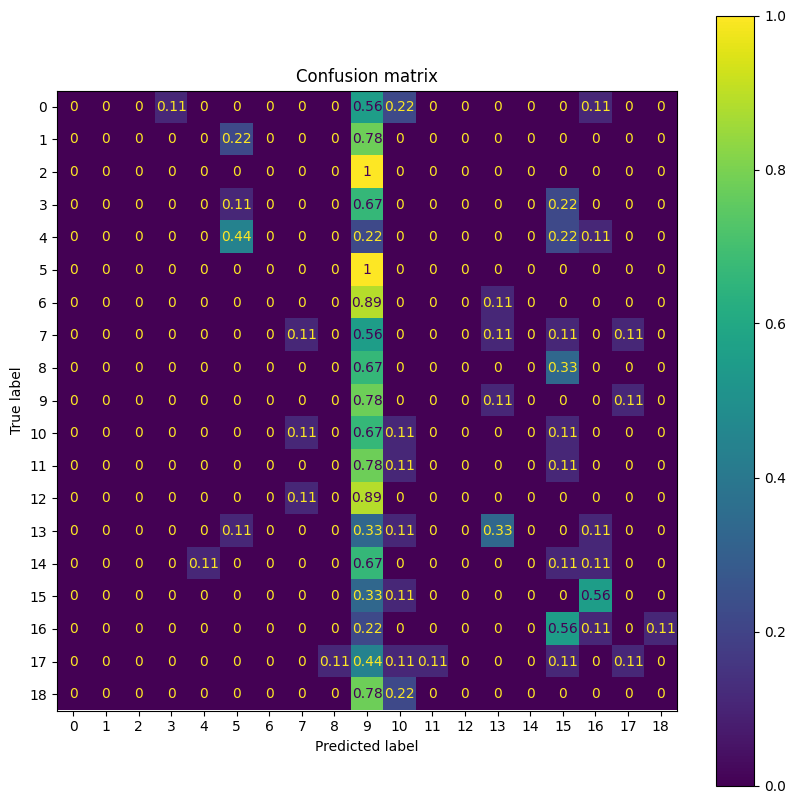 Confusion matrix
1.0
0 0 0 0 0.11 0 0 0 0 0 0.56 0.22 0 0 0 0 0 0.11 0 0
1 0 0 0 0 0 0.22 0 0 0 0.78 0 0 0 0 0 0 0 0 0
2 0 0 0 0 0 0 0 0 0 1 0 0 0 0 0 0 0 0 0
0.8
3 0 0 0 0 0 0.11 0 0 0 0.67 0 0 0 0 0 0.22 0 0 0
4 0 0 0 0 0 0.44 0 0 0 0.22 0 0 0 0 0 0.22 0.11 0 0
5 0 0 0 0 0 0 0 0 0 1 0 0 0 0 0 0 0 0 0
6 0 0 0 0 0 0 0 0 0 0.89 0 0 0 0.11 0 0 0 0 0
0.6
7 0 0 0 0 0 0 0 0.11 0 0.56 0 0 0 0.11 0 0.11 0 0.11 0
8 0 0 0 0 0 0 0 0 0 0.67 0 0 0 0 0 0.33 0 0 0
True label
9 0 0 0 0 0 0 0 0 0 0.78 0 0 0 0.11 0 0 0 0.11 0
10 0 0 0 0 0 0 0 0.11 0 0.67 0.11 0 0 0 0 0.11 0 0 0
11 0 0 0 0 0 0 0 0 0 0.78 0.11 0 0 0 0 0.11 0 0 0
0.4
12 0 0 0 0 0 0 0 0.11 0 0.89 0 0 0 0 0 0 0 0 0
13 0 0 0 0 0 0.11 0 0 0 0.33 0.11 0 0 0.33 0 0 0.11 0 0
14 0 0 0 0 0.11 0 0 0 0 0.67 0 0 0 0 0 0.11 0.11 0 0
15 0 0 0 0 0 0 0 0 0 0.33 0.11 0 0 0 0 0 0.56 0 0
0.2
16 0 0 0 0 0 0 0 0 0 0.22 0 0 0 0 0 0.56 0.11 0 0.11
17 0 0 0 0 0 0 0 0 0.11 0.44 0.11 0.11 0 0 0 0.11 0 0.11 0
18 0 0 0 0 0 0 0 0 0 0.78 0.22 0 0 0 0 0 0 0 0
0 1 2 3 4 5 6 7 8 9 10 11 12 13 14 15 16 17 18
Predicted label
0.0